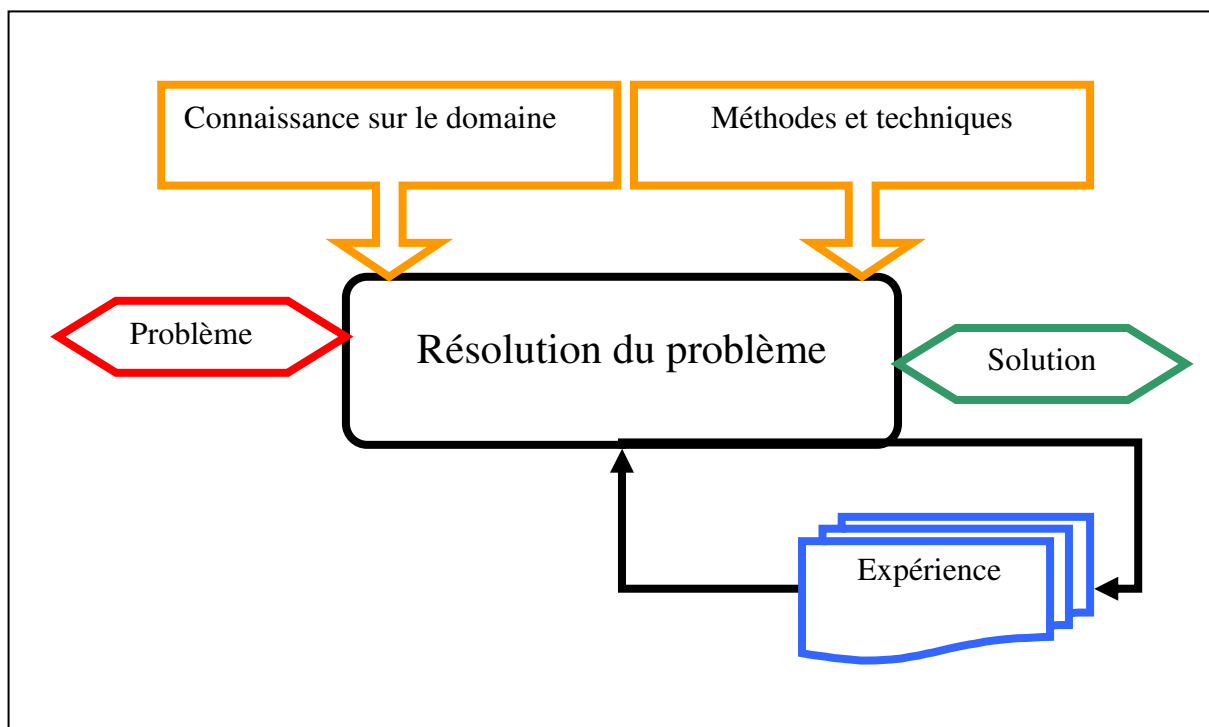 Connaissance sur le domaine
Méthodes et techniques
Problème
Résolution du problème
Solution
Expérience